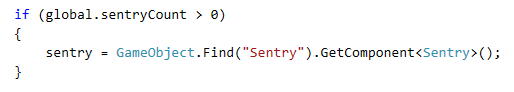 if (global.sentryCount > 0)
{
    sentry = GameObject.Find("Sentry").GetComponent<Sentry>();
}